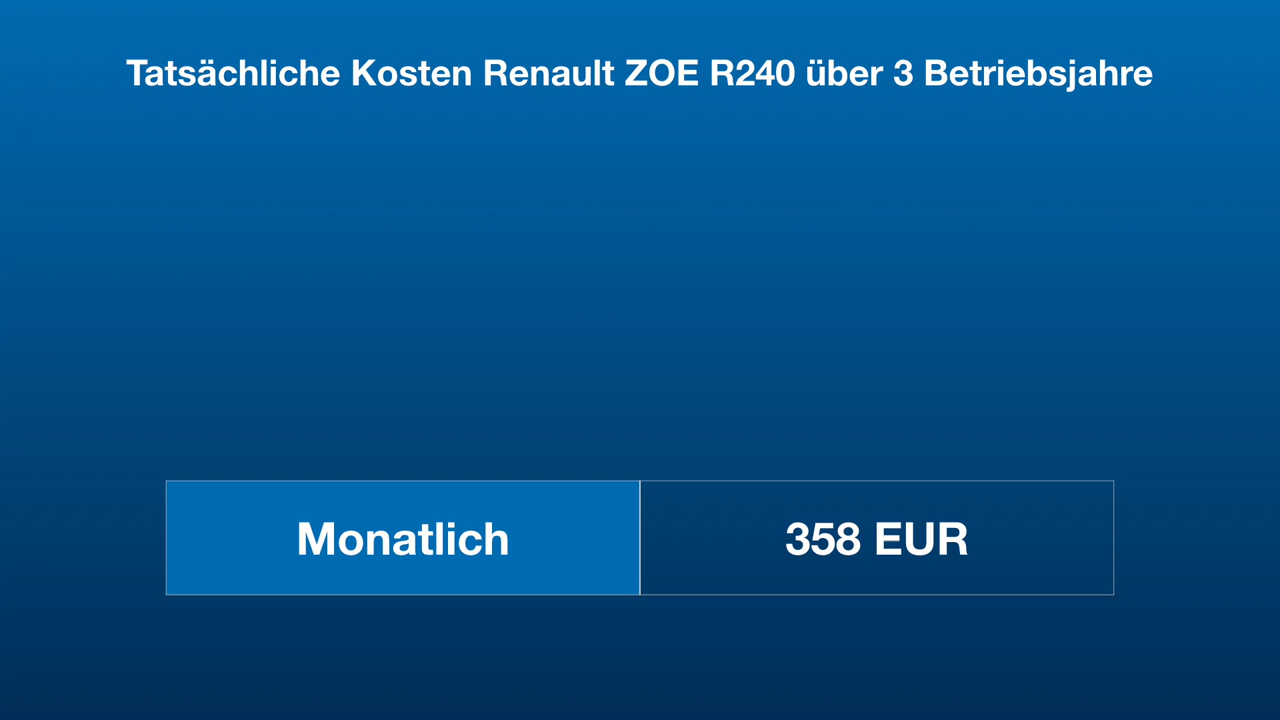 Tatsächliche Kosten Renault ZOE R240 über 3 Betriebsjahre
Monatlich 358 EUR